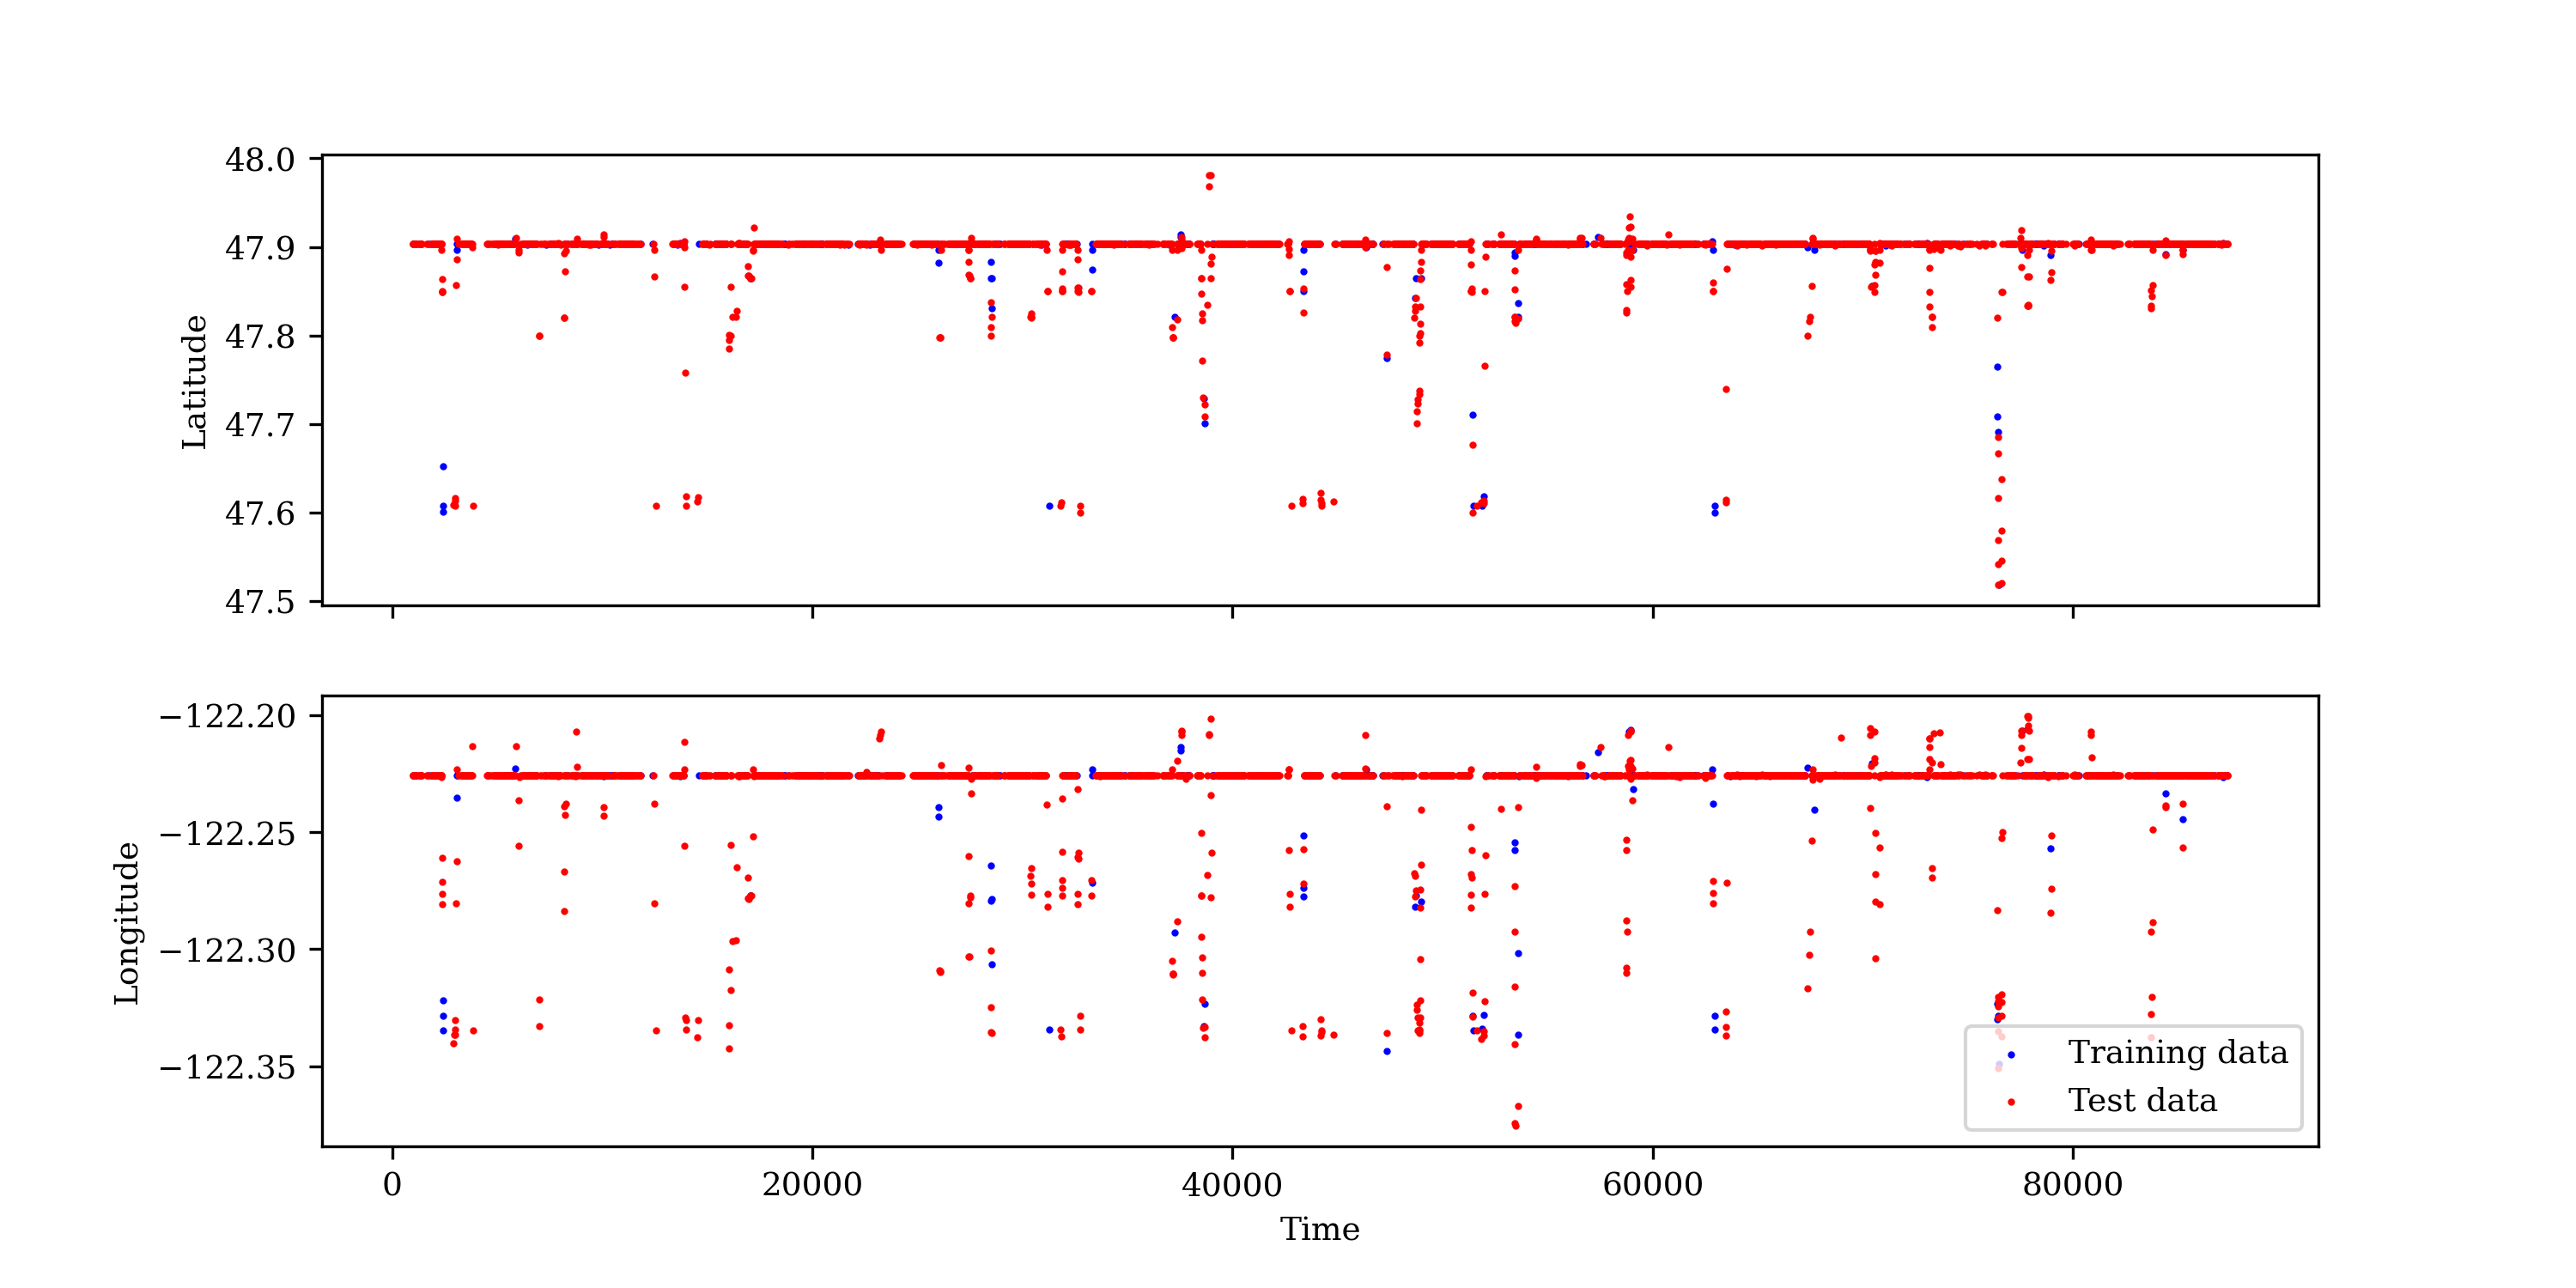 48.0
47.9
47.8
47.7
47.6
47.5
Latitude
−122.20
−122.25
−122.30
−122.35
Longitude
Training data
Test data
0 20000 40000 60000 80000
Time